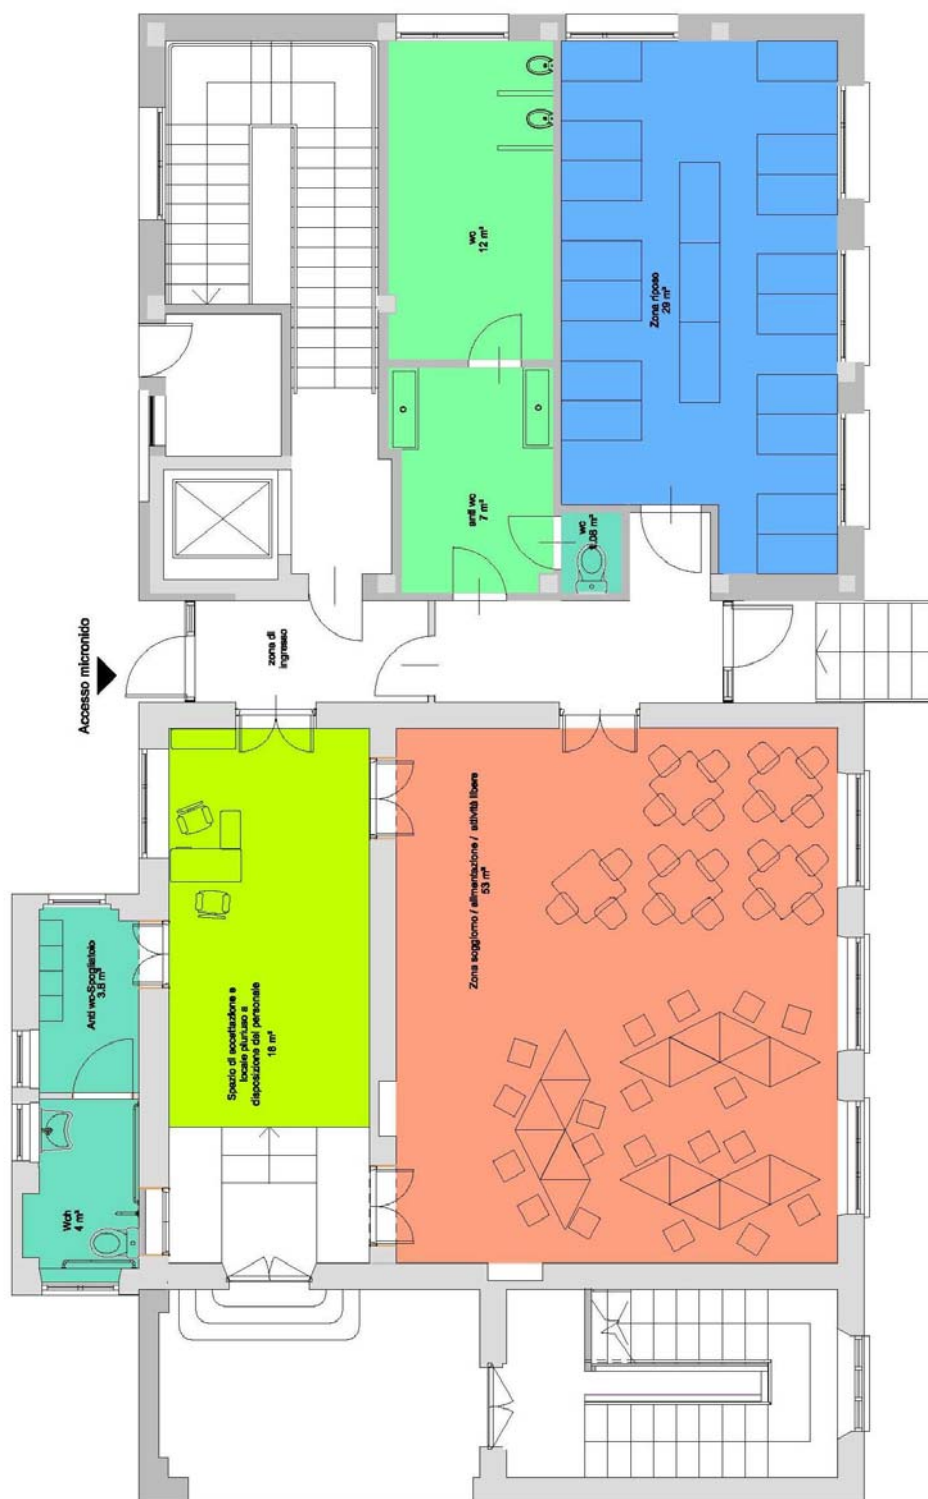 Accesso micronido
zona di
ingresso
wc
12 m²
anti wc
7 m²
wc
1.08 m²
Zona riposo
29 m²
Anti wc-Spogliatoio
3.8 m²
Wch
4 m²
Spazio di accettazione e
locale pluriuso a
disposizione del personale
18 m²
Zona soggiorno / alimentazione / attività libere
53 m²